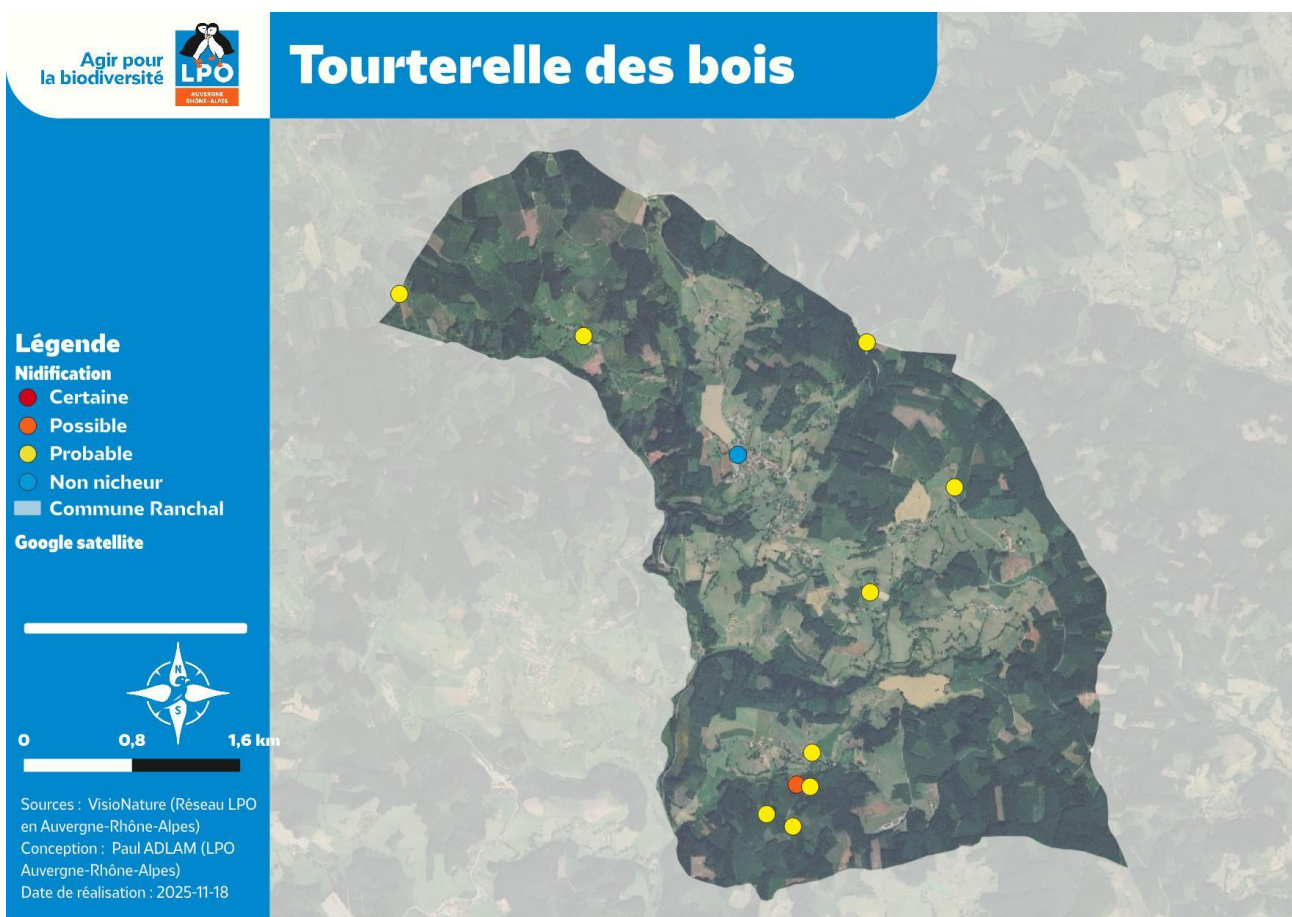 Agir pour
la biodiversité
LPO
AUVERGNE
RHÔNE-ALPES
Tourterelle des bois
Légende
Nidification
Certaine
Possible
Probable
Non nicheur
Commune Ranchal
Google satellite
N
S
0 0,8 1,6 km
Sources : VisioNature (Réseau LPO
en Auvergne-Rhône-Alpes)
Conception : Paul ADLAM (LPO
Auvergne-Rhône-Alpes)
Date de réalisation : 2025-11-18